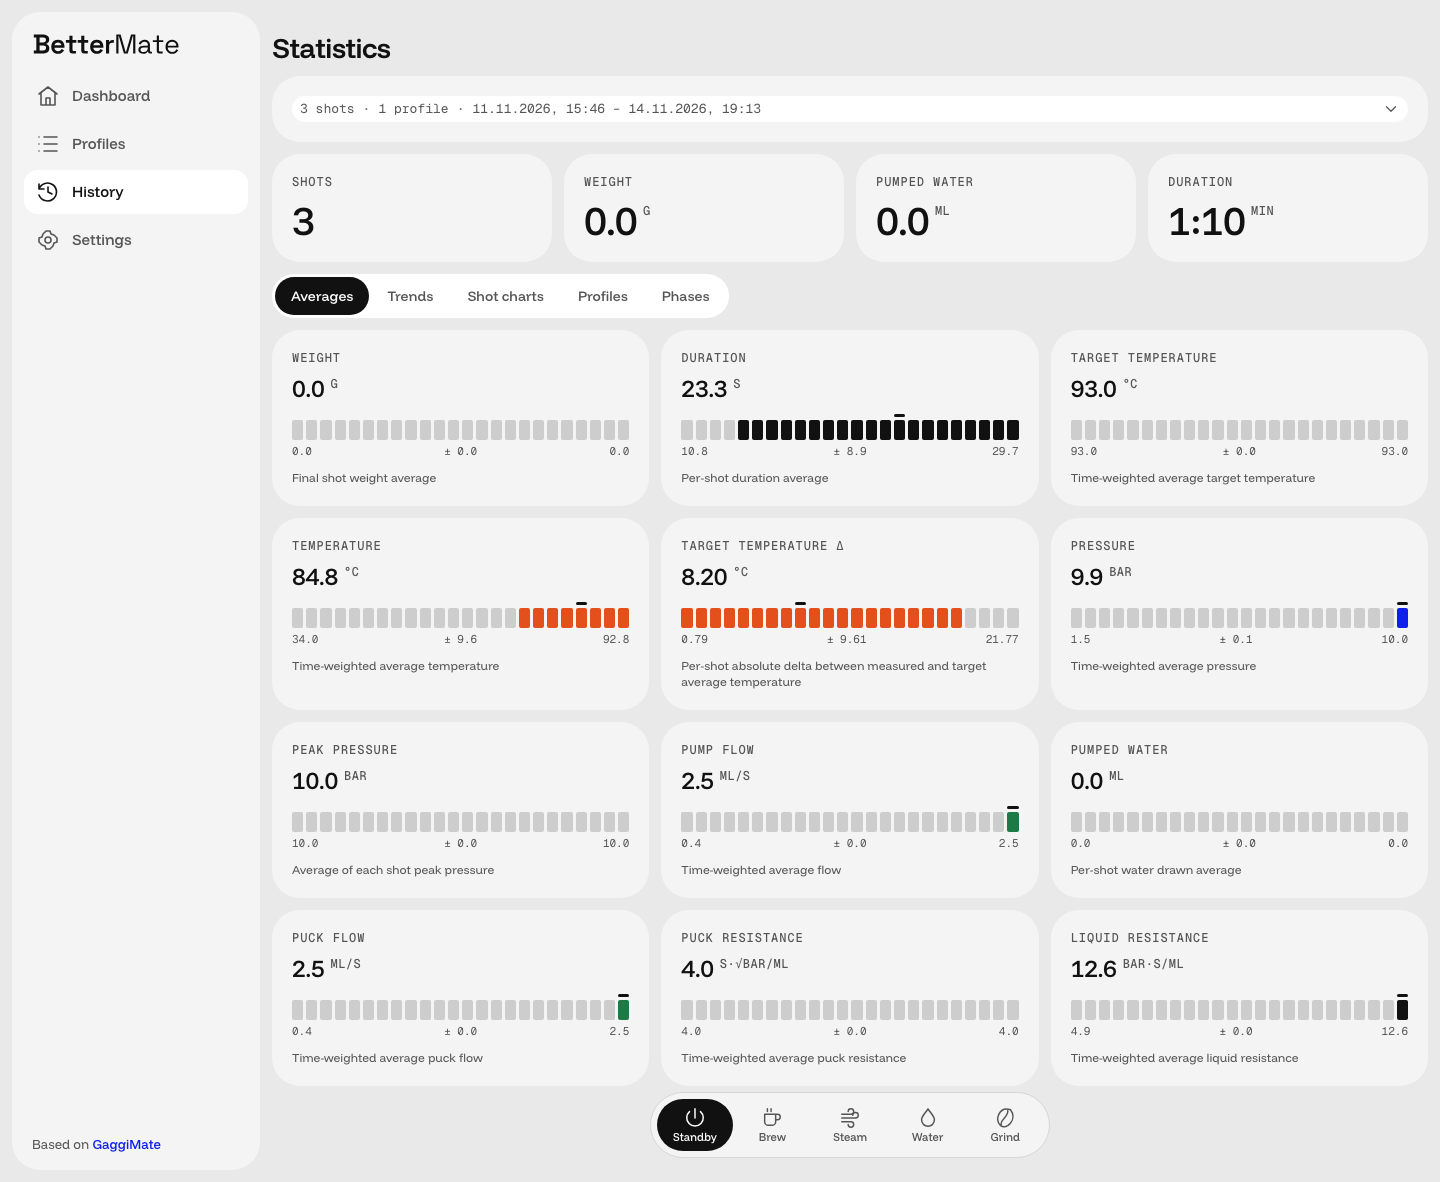 BetterMate
Dashboard
Profiles
History
Settings
Based on GaggiMate
Statistics
3 shots · 1 profile · 11.11.2026, 15:46 – 14.11.2026, 19:13
SHOTS
3
WEIGHT
0.0 G
PUMPED WATER
0.0 ML
DURATION
1:10 MIN
Averages
Trends
Shot charts
Profiles
Phases
WEIGHT
0.0 G
0.0 ± 0.0 0.0
Final shot weight average
DURATION
23.3 S
10.8 ± 8.9 29.7
Per-shot duration average
TARGET TEMPERATURE
93.0 °C
93.0 ± 0.0 93.0
Time-weighted average target temperature
TEMPERATURE
84.8 °C
34.0 ± 9.6 92.8
Time-weighted average temperature
TARGET TEMPERATURE Δ
8.20 °C
0.79 ± 9.61 21.77
Per-shot absolute delta between measured and target
average temperature
PRESSURE
9.9 BAR
1.5 ± 0.1 10.0
Time-weighted average pressure
PEAK PRESSURE
10.0 BAR
10.0 ± 0.0 10.0
Average of each shot peak pressure
PUMP FLOW
2.5 ML/S
0.4 ± 0.0 2.5
Time-weighted average flow
PUMPED WATER
0.0 ML
0.0 ± 0.0 0.0
Per-shot water drawn average
PUCK FLOW
2.5 ML/S
0.4 ± 0.0 2.5
Time-weighted average puck flow
PUCK RESISTANCE
4.0 S·√BAR/ML
4.0 ± 0.0 4.0
Time-weighted average puck resistance
LIQUID RESISTANCE
12.6 BAR·S/ML
4.9 ± 0.0 12.6
Time-weighted average liquid resistance
Standby
Brew
Steam
Water
Grind